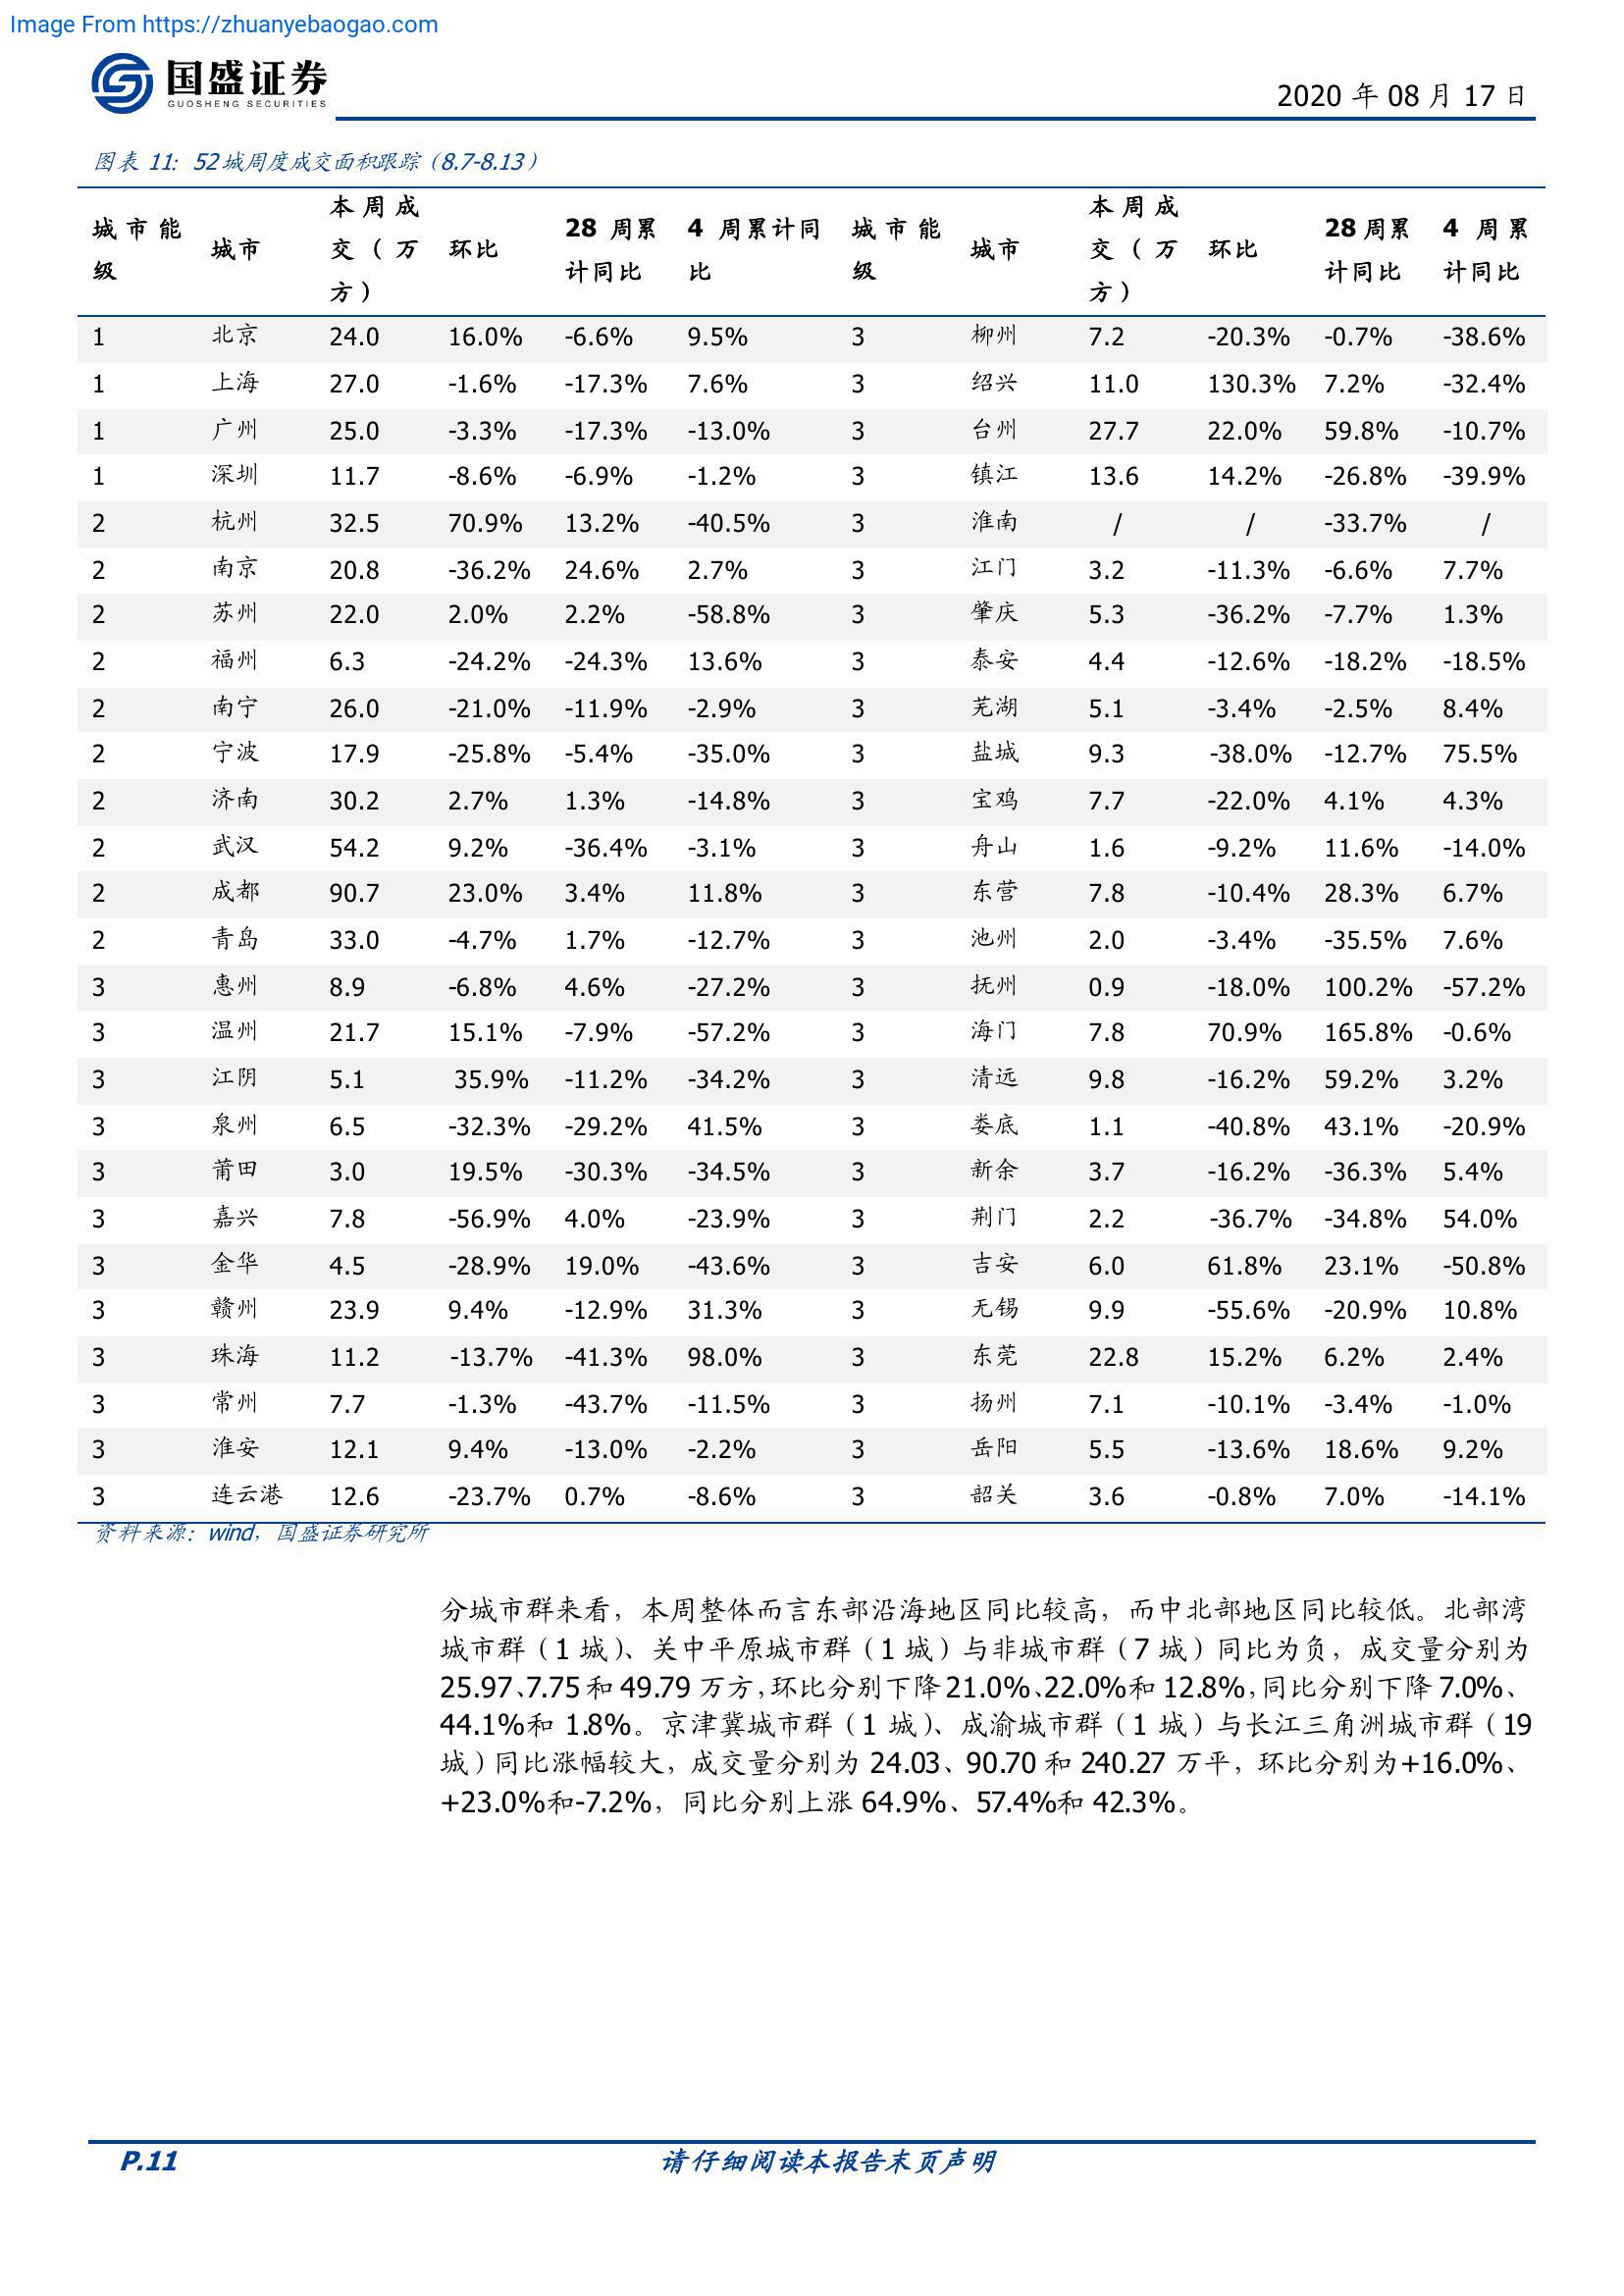 Image From https://zhuanyebaogao.com
国盛证券
GUOSHENG SECURITIES
2020 年 08 月 17 日
图表 11: 52城周度成交面积跟踪（8.7-8.13）
城市能级 城市 本周成交（万方） 环比 28 周累计同比 4 周累计同比 城市能级 城市 本周成交（万方） 环比 28 周累计同比 4 周累计同比
1 北京 24.0 16.0% -6.6% 9.5% 3 柳州 7.2 -20.3% -0.7% -38.6%
1 上海 27.0 -1.6% -17.3% 7.6% 3 绍兴 11.0 130.3% 7.2% -32.4%
1 广州 25.0 -3.3% -17.3% -13.0% 3 台州 27.7 22.0% 59.8% -10.7%
1 深圳 11.7 -8.6% -6.9% -1.2% 3 镇江 13.6 14.2% -26.8% -39.9%
2 杭州 32.5 70.9% 13.2% -40.5% 3 淮南 / / -33.7% /
2 南京 20.8 -36.2% 24.6% 2.7% 3 江门 3.2 -11.3% -6.6% 7.7%
2 苏州 22.0 2.0% 2.2% -58.8% 3 肇庆 5.3 -36.2% -7.7% 1.3%
2 福州 6.3 -24.2% -24.3% 13.6% 3 泰安 4.4 -12.6% -18.2% -18.5%
2 南宁 26.0 -21.0% -11.9% -2.9% 3 芜湖 5.1 -3.4% -2.5% 8.4%
2 宁波 17.9 -25.8% -5.4% -35.0% 3 盐城 9.3 -38.0% -12.7% 75.5%
2 济南 30.2 2.7% 1.3% -14.8% 3 宝鸡 7.7 -22.0% 4.1% 4.3%
2 武汉 54.2 9.2% -36.4% -3.1% 3 舟山 1.6 -9.2% 11.6% -14.0%
2 成都 90.7 23.0% 3.4% 11.8% 3 东营 7.8 -10.4% 28.3% 6.7%
2 青岛 33.0 -4.7% 1.7% -12.7% 3 池州 2.0 -3.4% -35.5% 7.6%
3 惠州 8.9 -6.8% 4.6% -27.2% 3 抚州 0.9 -18.0% 100.2% -57.2%
3 温州 21.7 15.1% -7.9% -57.2% 3 海门 7.8 70.9% 165.8% -0.6%
3 江阴 5.1 35.9% -11.2% -34.2% 3 清远 9.8 -16.2% 59.2% 3.2%
3 泉州 6.5 -32.3% -29.2% 41.5% 3 娄底 1.1 -40.8% 43.1% -20.9%
3 莆田 3.0 19.5% -30.3% -34.5% 3 新余 3.7 -16.2% -36.3% 5.4%
3 嘉兴 7.8 -56.9% 4.0% -23.9% 3 荆门 2.2 -36.7% -34.8% 54.0%
3 金华 4.5 -28.9% 19.0% -43.6% 3 吉安 6.0 61.8% 23.1% -50.8%
3 赣州 23.9 9.4% -12.9% 31.3% 3 无锡 9.9 -55.6% -20.9% 10.8%
3 珠海 11.2 -13.7% -41.3% 98.0% 3 东莞 22.8 15.2% 6.2% 2.4%
3 常州 7.7 -1.3% -43.7% -11.5% 3 扬州 7.1 -10.1% -3.4% -1.0%
3 淮安 12.1 9.4% -13.0% -2.2% 3 岳阳 5.5 -13.6% 18.6% 9.2%
3 连云港 12.6 -23.7% 0.7% -8.6% 3 韶关 3.6 -0.8% 7.0% -14.1%
资料来源：wind，国盛证券研究所
分城市群来看，本周整体而言东部沿海地区同比较高，而中北部地区同比较低。北部湾
城市群（1 城）、关中平原城市群（1 城）与非城市群（7 城）同比为负，成交量分别为
25.97、7.75 和 49.79 万方，环比分别下降 21.0%、22.0%和 12.8%，同比分别下降 7.0%、
44.1%和 1.8%。京津冀城市群（1 城）、成渝城市群（1 城）与长江三角洲城市群（19
城）同比涨幅较大，成交量分别为 24.03、90.70 和 240.27 万平，环比分别为+16.0%、
+23.0%和-7.2%，同比分别上涨 64.9%、57.4%和 42.3%。
P.11 请仔细阅读本报告末页声明